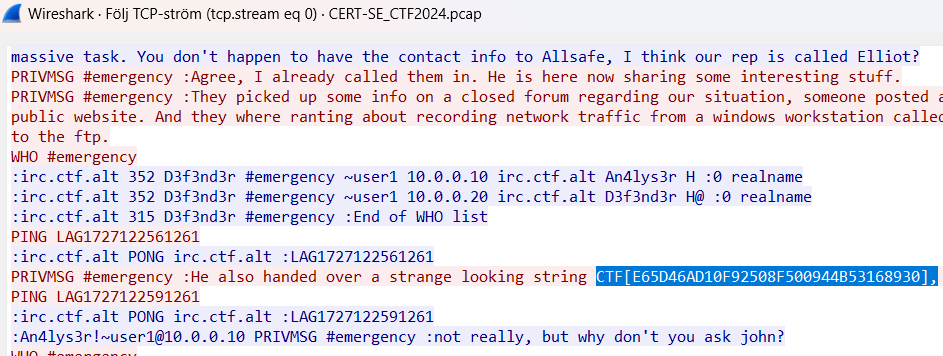 Wireshark · Följ TCP-ström (tcp.stream eq 0) · CERT-SE_CTF2024.pcap
massive task. You don't happen to have the contact info to Allsafe, I think our rep is called Elliot?
PRIVMSG #emergency :Agree, I already called them in. He is here now sharing some interesting stuff.
PRIVMSG #emergency :They picked up some info on a closed forum regarding our situation, someone posted a
public website. And they where ranting about recording network traffic from a windows workstation called
to the ftp.
WHO #emergency
:irc.ctf.alt 352 D3f3nd3r #emergency ~user1 10.0.0.10 irc.ctf.alt An4lys3r H :0 realname
:irc.ctf.alt 352 D3f3nd3r #emergency ~user1 10.0.0.20 irc.ctf.alt D3f3nd3r H@ :0 realname
:irc.ctf.alt 315 D3f3nd3r #emergency :End of WHO list
PING LAG1727122561261
:irc.ctf.alt PONG irc.ctf.alt :LAG1727122561261
PRIVMSG #emergency :He also handed over a strange looking string CTF[E65D46AD10F92508F500944B53168930],
PING LAG1727122591261
:irc.ctf.alt PONG irc.ctf.alt :LAG1727122591261
:An4lys3r!~user1@10.0.0.10 PRIVMSG #emergency :not really, but why don't you ask john?
WHO #emergency